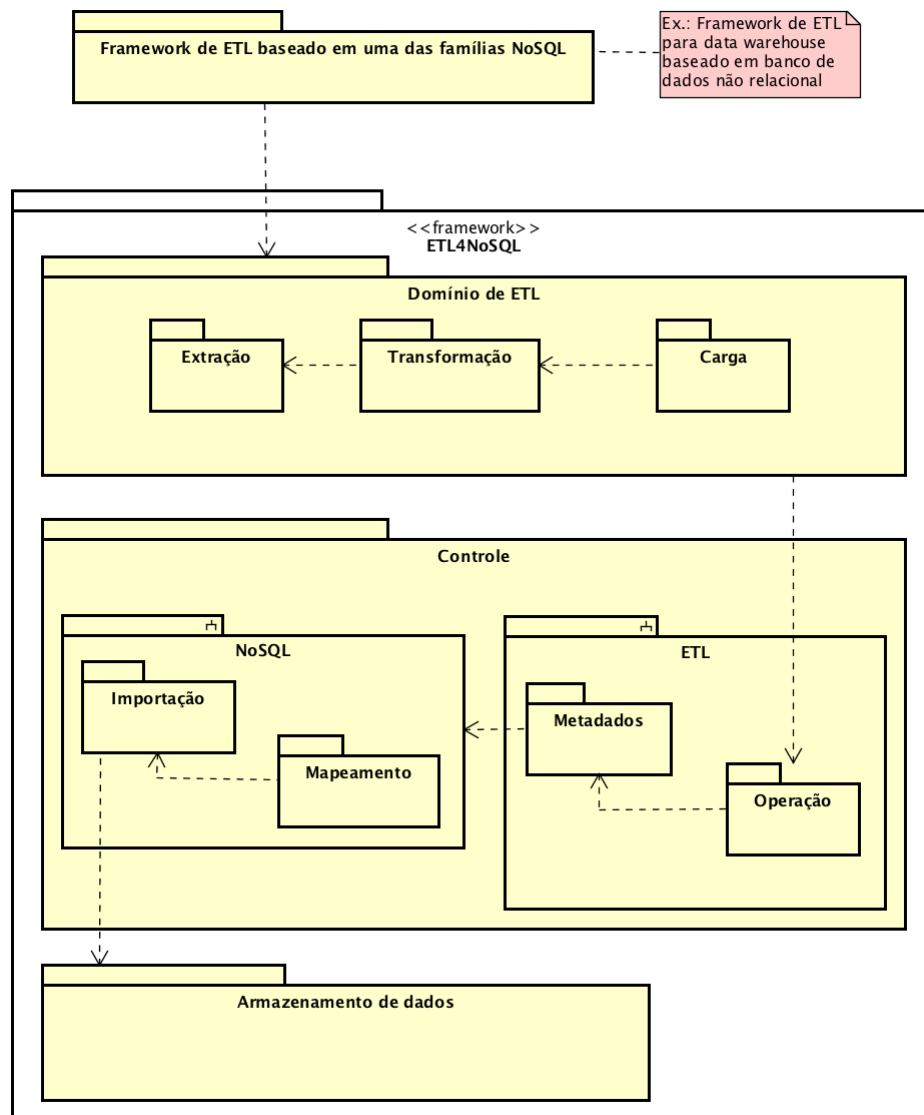 Framework de ETL baseado em uma das famílias NoSQL
Ex.: Framework de ETL
para data warehouse
baseado em banco de
dados não relacional
<<framework>>
ETL4NoSQL
Domínio de ETL
Extração
Transformação
Carga
Controle
NoSQL
Importação
Mapeamento
ETL
Metadados
Operação
Armazenamento de dados